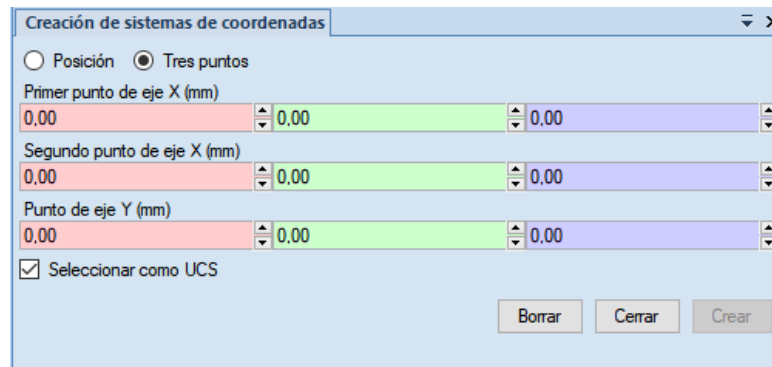 Creación de sistemas de coordenadas
Posición Tres puntos
Primer punto de eje X (mm)
0,00 0,00 0,00
Segundo punto de eje X (mm)
0,00 0,00 0,00
Punto de eje Y (mm)
0,00 0,00 0,00
Seleccionar como UCS
Borrar Cerrar Crear